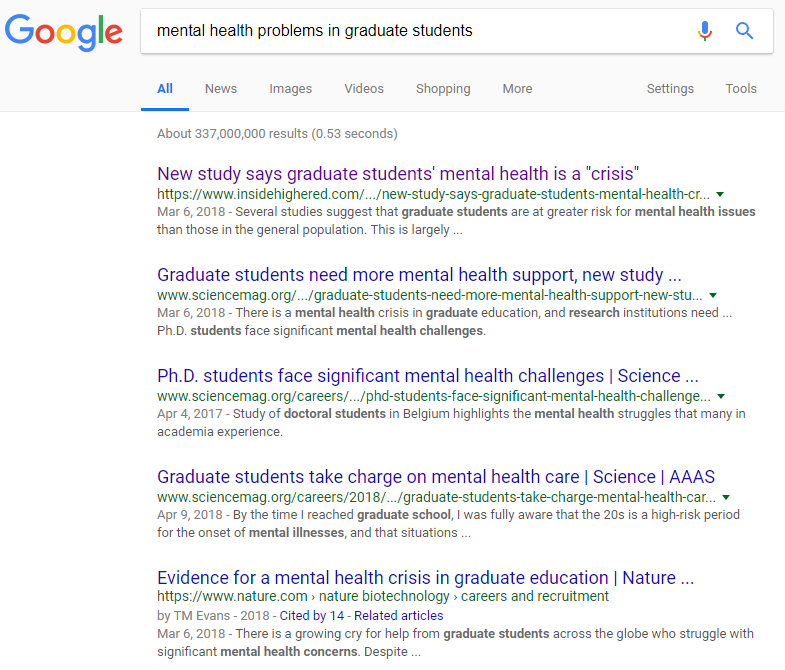 Google
mental health problems in graduate students
All News Images Videos Shopping More Settings Tools
About 337,000,000 results (0.53 seconds)
New study says graduate students' mental health is a "crisis"
https://www.insidehighered.com/.../new-study-says-graduate-students-mental-health-cr...
Mar 6, 2018 - Several studies suggest that graduate students are at greater risk for mental health issues
than those in the general population. This is largely ...
Graduate students need more mental health support, new study ...
www.sciencemag.org/.../graduate-students-need-more-mental-health-support-new-stu...
Mar 6, 2018 - There is a mental health crisis in graduate education, and research institutions need ...
Ph.D. students face significant mental health challenges.
Ph.D. students face significant mental health challenges | Science ...
www.sciencemag.org/careers/.../phd-students-face-significant-mental-health-challenge...
Apr 4, 2017 - Study of doctoral students in Belgium highlights the mental health struggles that many in
academia experience.
Graduate students take charge on mental health care | Science | AAAS
www.sciencemag.org/careers/2018/.../graduate-students-take-charge-mental-health-car...
Apr 9, 2018 - By the time I reached graduate school, I was fully aware that the 20s is a high-risk period
for the onset of mental illnesses, and that situations ...
Evidence for a mental health crisis in graduate education | Nature ...
https://www.nature.com › nature biotechnology › careers and recruitment
by TM Evans - 2018 - Cited by 14 - Related articles
Mar 6, 2018 - There is a growing cry for help from graduate students across the globe who struggle with
significant mental health concerns. Despite ...